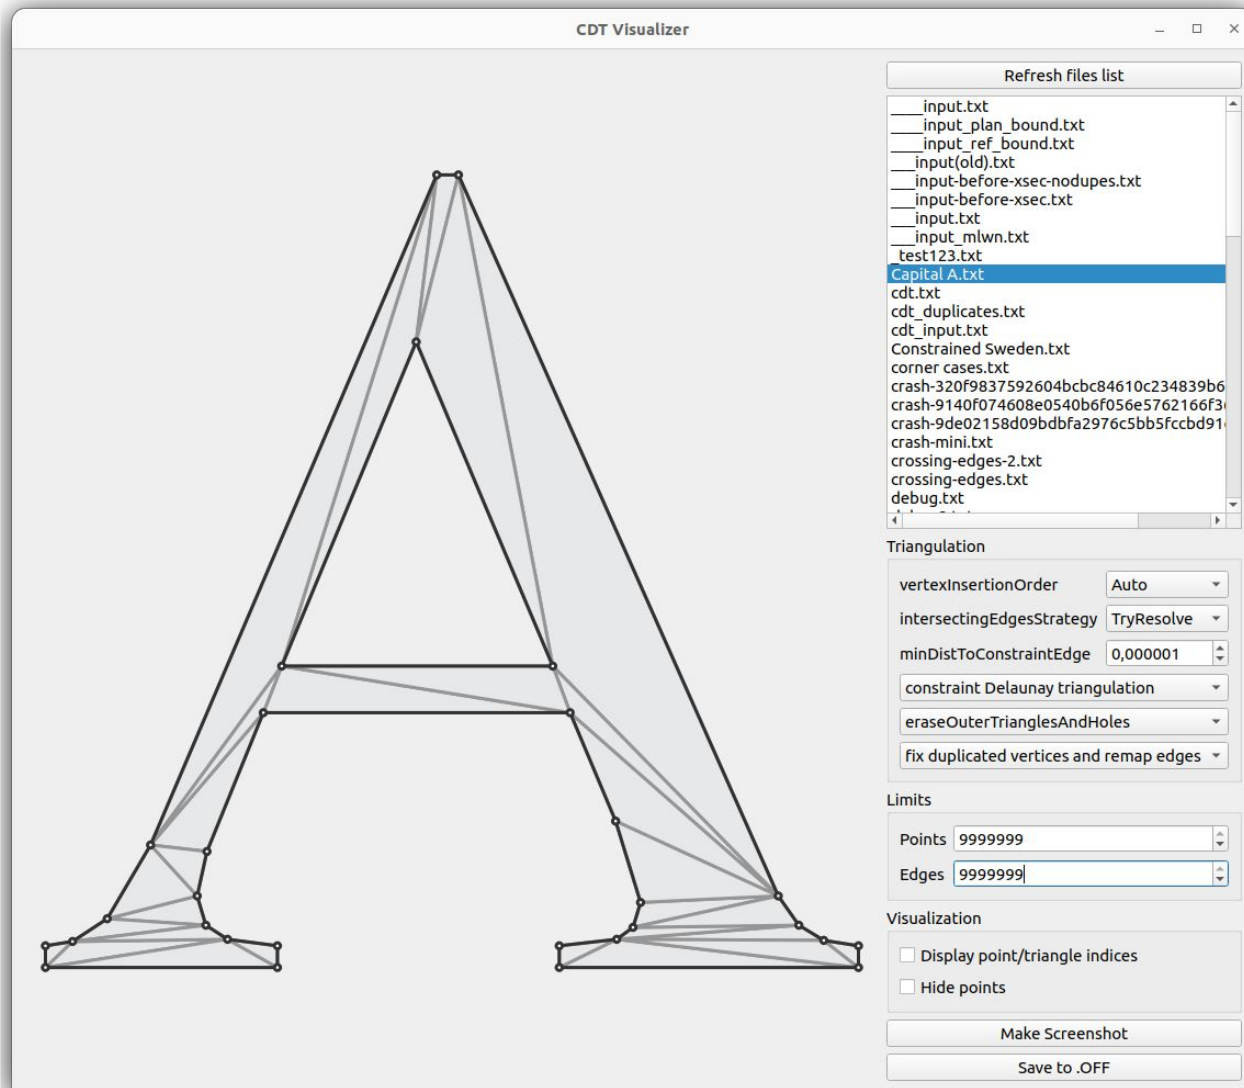 CDT Visualizer
Refresh files list
____input.txt
____input_plan_bound.txt
____input_ref_bound.txt
___input(old).txt
___input-before-xsec-nodupes.txt
___input-before-xsec.txt
___input.txt
___input_mlwn.txt
_test123.txt
Capital A.txt
cdt.txt
cdt_duplicates.txt
cdt_input.txt
Constrained Sweden.txt
corner cases.txt
crash-320f9837592604bcbc84610c234839b6
crash-9140f074608e0540b6f056e5762166f3
crash-9de02158d09bdbfa2976c5bb5fccbd91
crash-mini.txt
crossing-edges-2.txt
crossing-edges.txt
debug.txt
Triangulation
vertexInsertionOrder Auto
intersectingEdgesStrategy TryResolve
minDistToConstraintEdge 0,000001
constraint Delaunay triangulation
eraseOuterTrianglesAndHoles
fix duplicated vertices and remap edges
Limits
Points 9999999
Edges 9999999
Visualization
Display point/triangle indices
Hide points
Make Screenshot
Save to .OFF